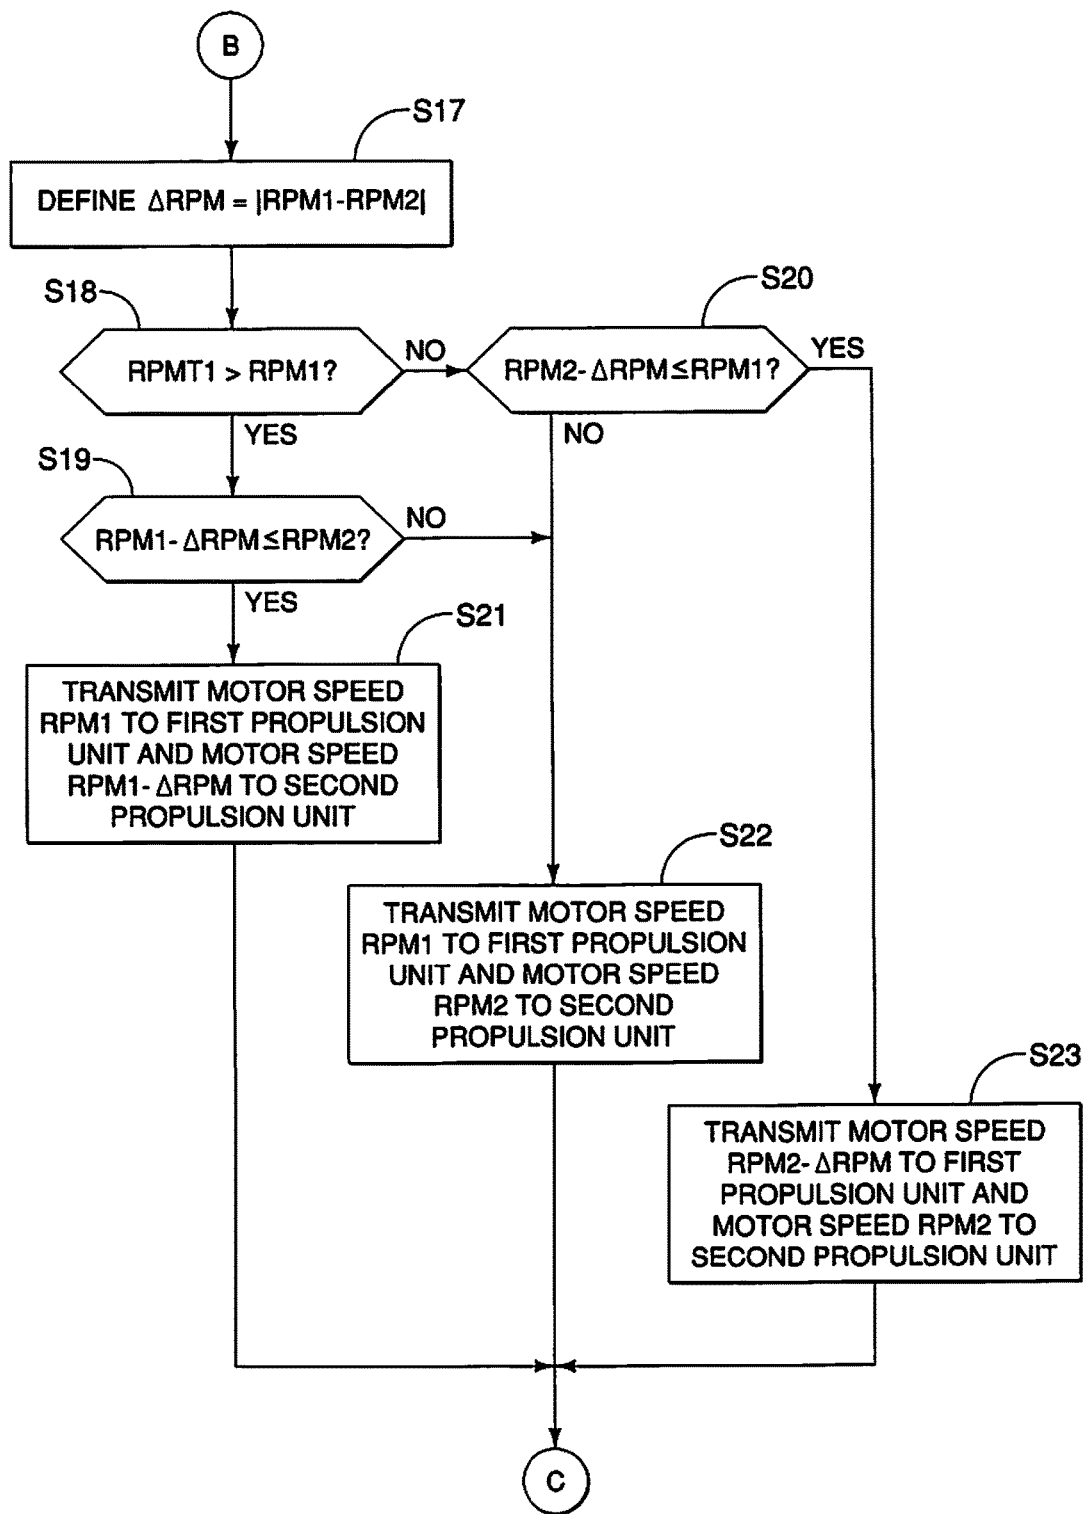 B
S17
DEFINE ΔRPM = |RPM1-RPM2|
S18
S20
RPMT1 > RPM1?
NO
RPM2- ΔRPM≤RPM1?
YES
YES
NO
S19
RPM1- ΔRPM≤RPM2?
NO
YES
S21
TRANSMIT MOTOR SPEED
RPM1 TO FIRST PROPULSION
UNIT AND MOTOR SPEED
RPM1- ΔRPM TO SECOND
PROPULSION UNIT
S22
TRANSMIT MOTOR SPEED
RPM1 TO FIRST PROPULSION
UNIT AND MOTOR SPEED
RPM2 TO SECOND
PROPULSION UNIT
S23
TRANSMIT MOTOR SPEED
RPM2- ΔRPM TO FIRST
PROPULSION UNIT AND
MOTOR SPEED RPM2 TO
SECOND PROPULSION UNIT
C